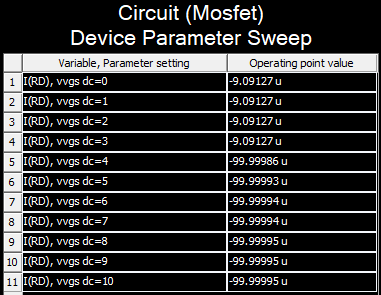 Circuit (Mosfet)
Device Parameter Sweep
Variable, Parameter setting Operating point value
1 I(RD), vvgs dc=0 -9.09127 u
2 I(RD), vvgs dc=1 -9.09127 u
3 I(RD), vvgs dc=2 -9.09127 u
4 I(RD), vvgs dc=3 -9.09127 u
5 I(RD), vvgs dc=4 -99.99986 u
6 I(RD), vvgs dc=5 -99.99993 u
7 I(RD), vvgs dc=6 -99.99994 u
8 I(RD), vvgs dc=7 -99.99994 u
9 I(RD), vvgs dc=8 -99.99995 u
10 I(RD), vvgs dc=9 -99.99995 u
11 I(RD), vvgs dc=10 -99.99995 u